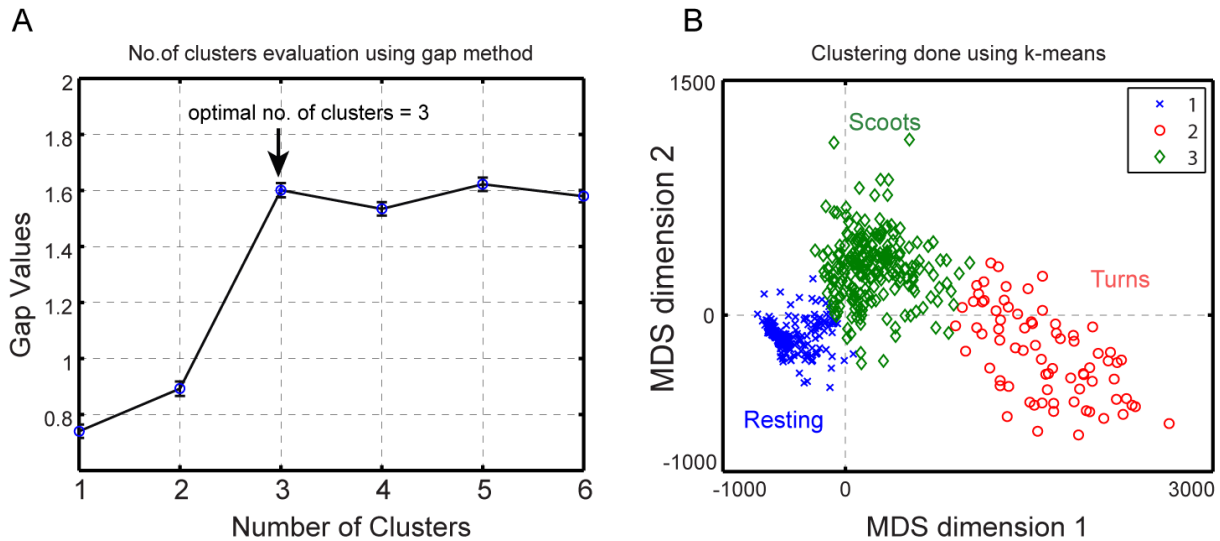 A
No.of clusters evaluation using gap method
2
1.8
1.6
1.4
1.2
1
0.8
optimal no. of clusters = 3
Gap Values
1 2 3 4 5 6
Number of Clusters
B
Clustering done using k-means
1500
0
-1000
MDS dimension 2
Scoots
Turns
Resting
1
2
3
-1000 0 3000
MDS dimension 1